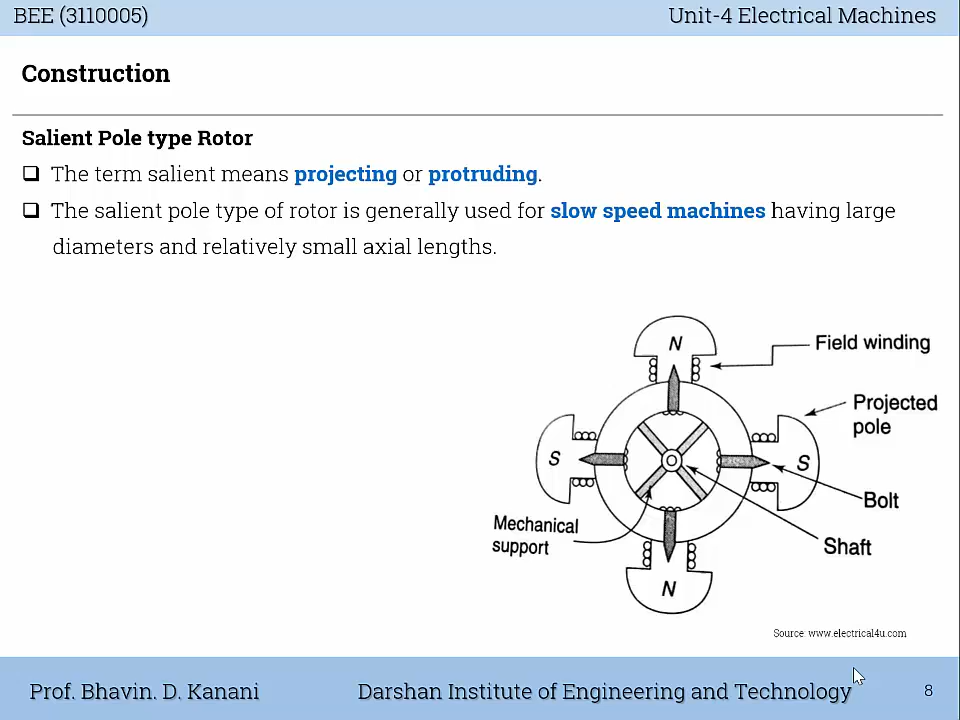 BEE (3110005) Unit-4 Electrical Machines
Construction
Salient Pole type Rotor
❑ The term salient means projecting or protruding.
❑ The salient pole type of rotor is generally used for slow speed machines having large
diameters and relatively small axial lengths.
N
Field winding
Projected
pole
S
S
Bolt
Mechanical
support
Shaft
N
Source: www.electrical4u.com
Prof. Bhavin. D. Kanani Darshan Institute of Engineering and Technology 8